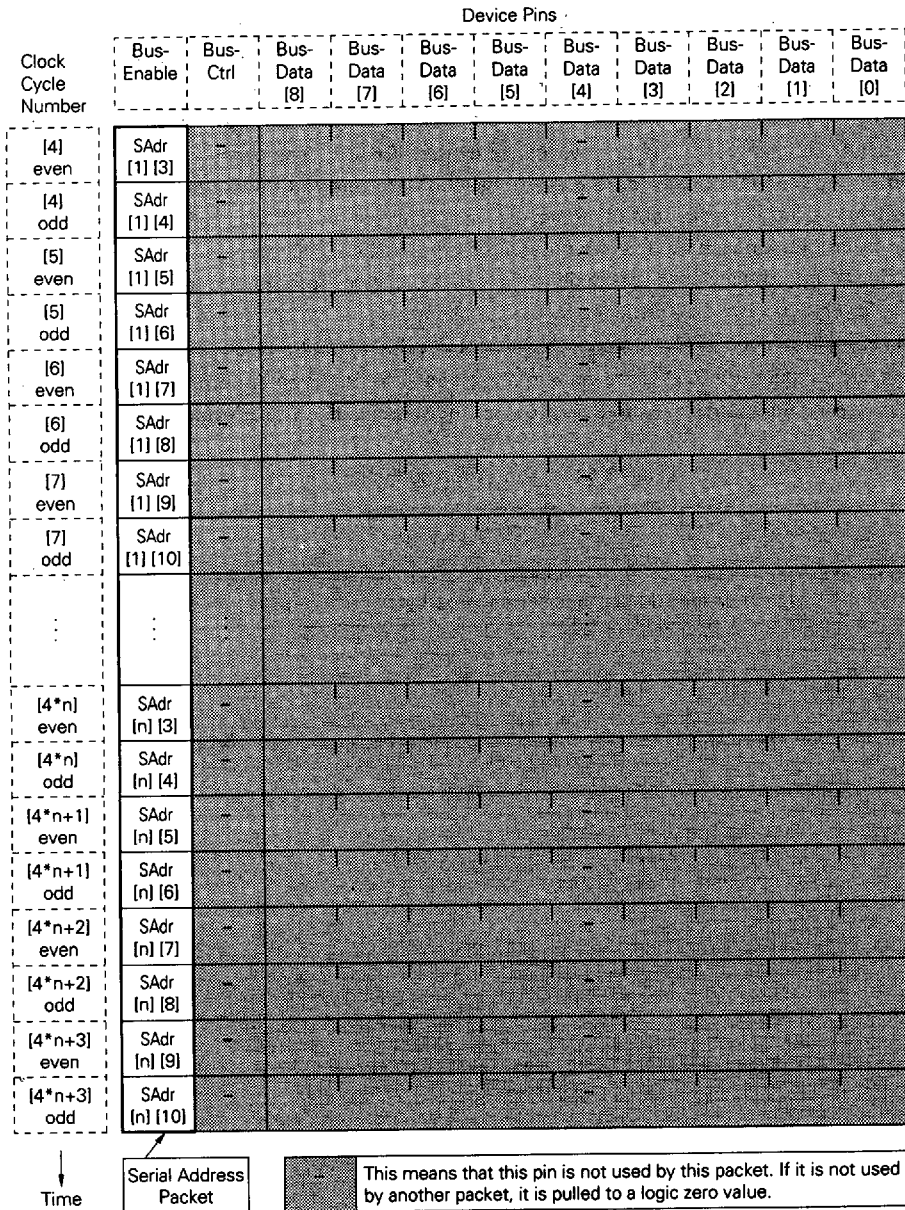 Device Pins
Clock Cycle Number
Bus-Enable Bus-Ctrl Bus-Data [8] Bus-Data [7] Bus-Data [6] Bus-Data [5] Bus-Data [4] Bus-Data [3] Bus-Data [2] Bus-Data [1] Bus-Data [0]
[4] even SAdr [1] [3] - -
[4] odd SAdr [1] [4] - -
[5] even SAdr [1] [5] - -
[5] odd SAdr [1] [6] - -
[6] even SAdr [1] [7] - -
[6] odd SAdr [1] [8] - -
[7] even SAdr [1] [9] - -
[7] odd SAdr [1] [10] - -
⋮ ⋮ ⋮
[4*n] even SAdr [n] [3] - -
[4*n] odd SAdr [n] [4] - -
[4*n+1] even SAdr [n] [5] - -
[4*n+1] odd SAdr [n] [6] - -
[4*n+2] even SAdr [n] [7] - -
[4*n+2] odd SAdr [n] [8] - -
[4*n+3] even SAdr [n] [9] - -
[4*n+3] odd SAdr [n] [10] - -
Time
Serial Address
Packet
- This means that this pin is not used by this packet. If it is not used
by another packet, it is pulled to a logic zero value.